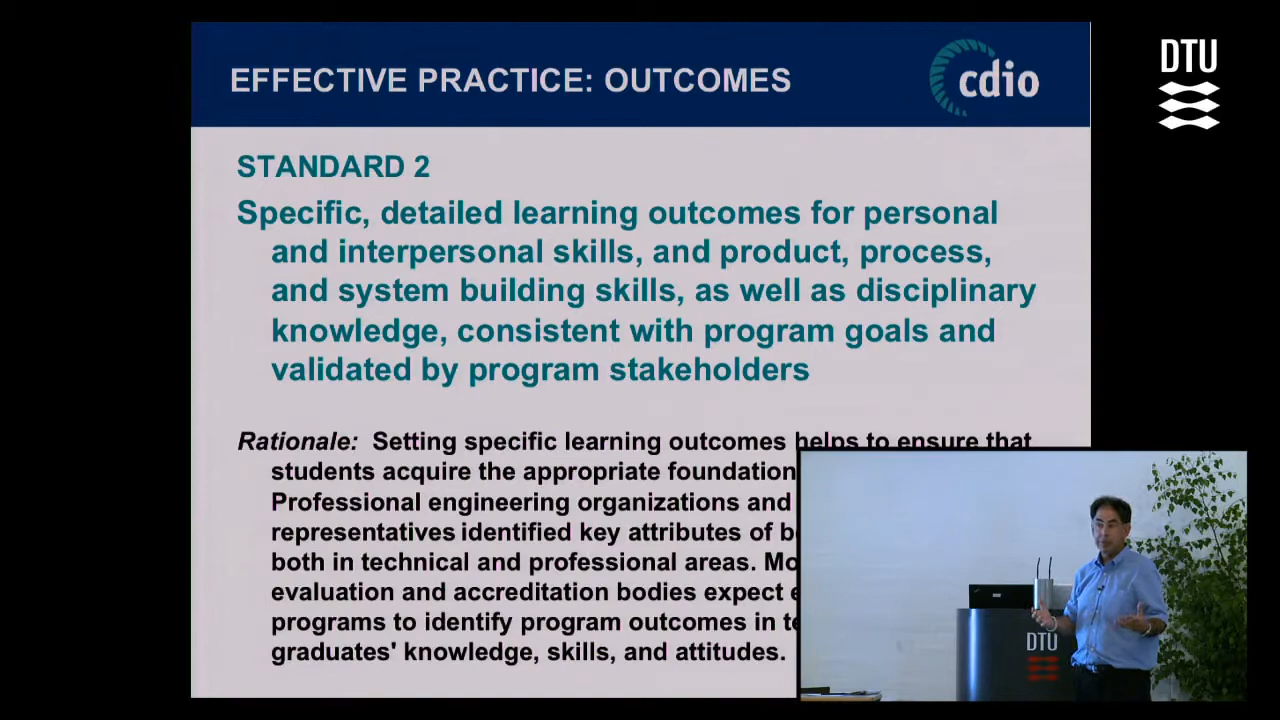 EFFECTIVE PRACTICE: OUTCOMES
cdio
DTU
STANDARD 2
Specific, detailed learning outcomes for personal
and interpersonal skills, and product, process,
and system building skills, as well as disciplinary
knowledge, consistent with program goals and
validated by program stakeholders
Rationale: Setting specific learning outcomes helps to ensure that
students acquire the appropriate foundation
Professional engineering organizations and
representatives identified key attributes of
both in technical and professional areas.
evaluation and accreditation bodies expect
programs to identify program outcomes in
graduates' knowledge, skills, and attitudes.
DTU